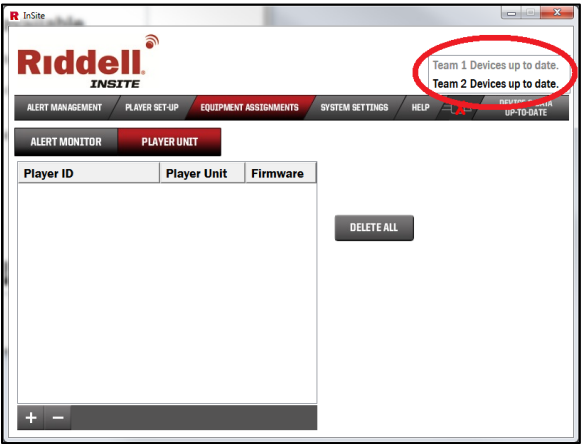 InSite
Riddell
INSITE
Team 1 Devices up to date.
Team 2 Devices up to date.
ALERT MANAGEMENT PLAYER SET-UP EQUIPMENT ASSIGNMENTS SYSTEM SETTINGS HELP
UP-TO-DATE
ALERT MONITOR PLAYER UNIT
Player ID Player Unit Firmware
DELETE ALL